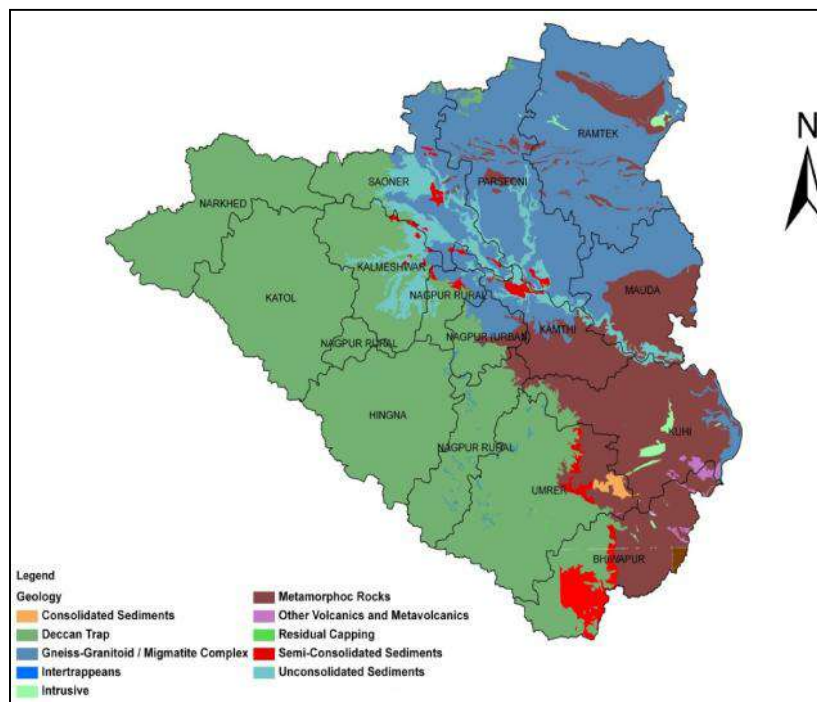 N
RAMTEK
SAONER
PARSEONI
NARKHED
KALMESHWAR
MAUDA
KATOL
NAGPUR RURAL
KAMTHI
NAGPUR (URBAN)
NAGPUR RURAL
HINGNA
KUHI
NAGPUR RURAL
UMRER
BHIWAPUR
Legend
Geology
Consolidated Sediments
Deccan Trap
Gneiss-Granitoid / Migmatite Complex
Intertrappeans
Intrusive
Metamorphoc Rocks
Other Volcanics and Metavolcanics
Residual Capping
Semi-Consolidated Sediments
Unconsolidated Sediments